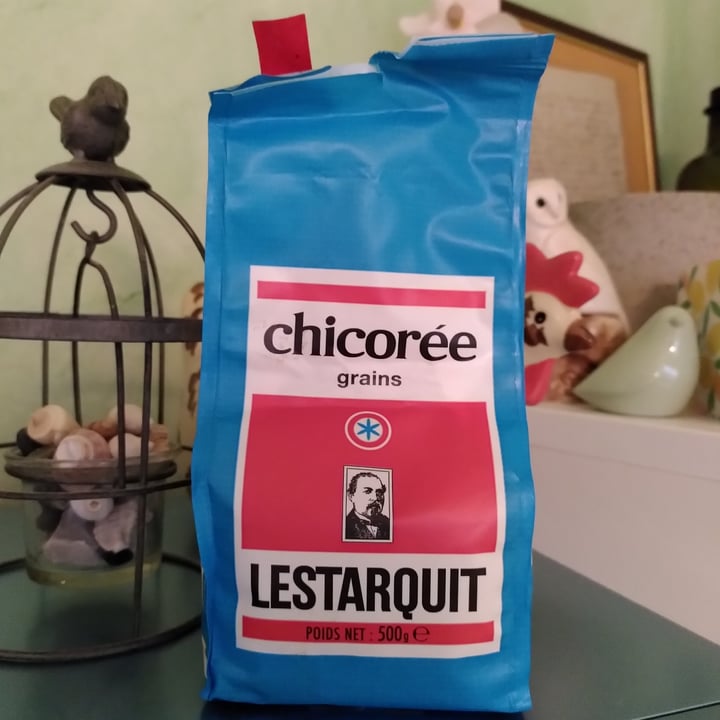 chicorée
grains
LESTARQUIT
POIDS NET : 500g e